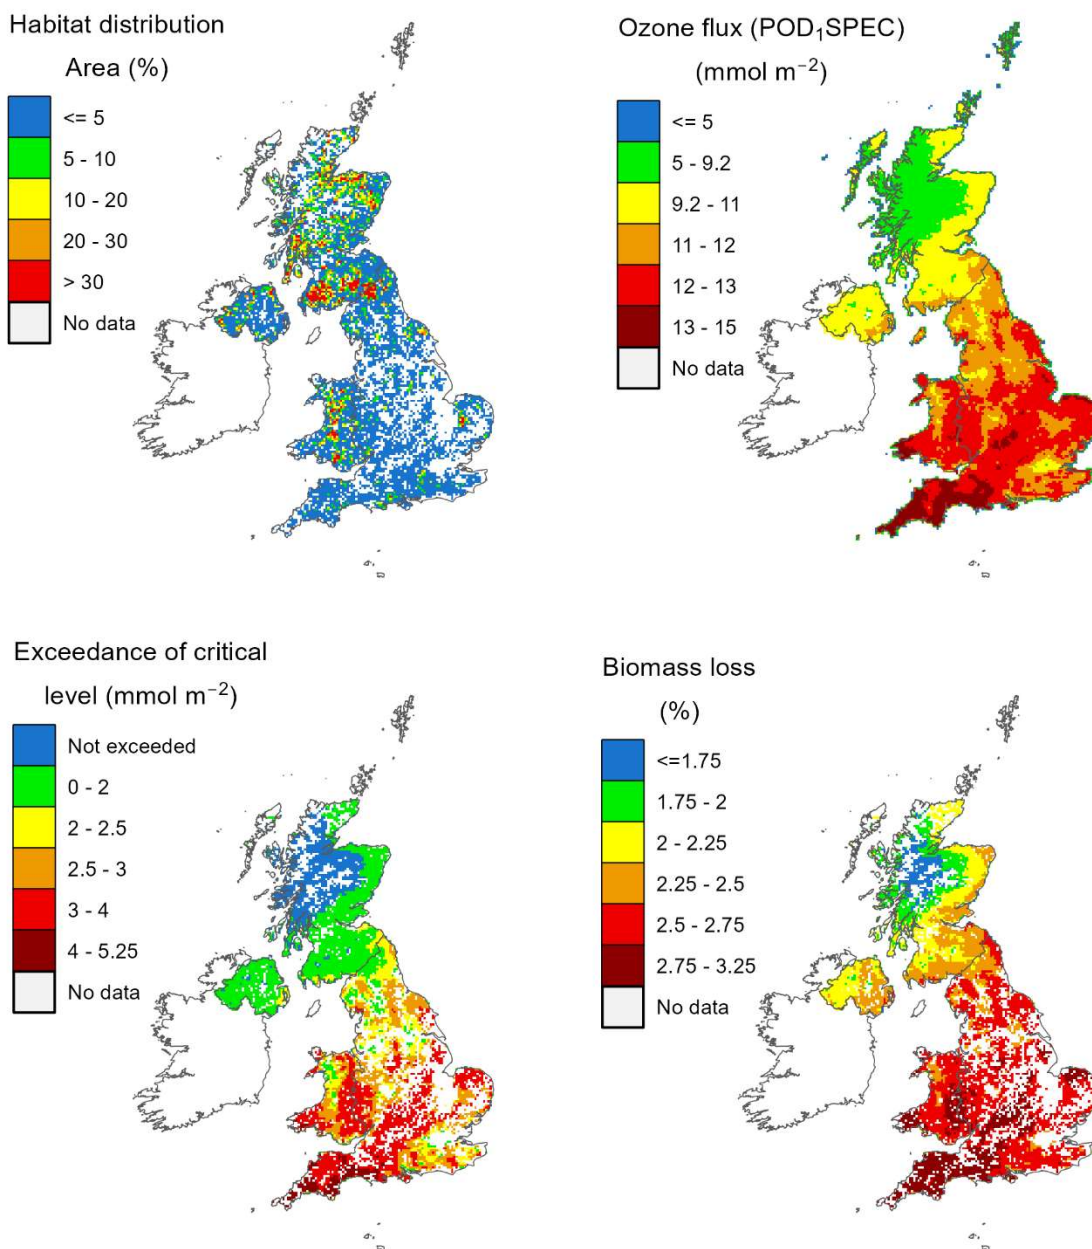 Habitat distribution
Area (%)
<= 5
5 - 10
10 - 20
20 - 30
> 30
No data
Ozone flux (POD₁SPEC)
(mmol m⁻²)
<= 5
5 - 9.2
9.2 - 11
11 - 12
12 - 13
13 - 15
No data
Exceedance of critical
level (mmol m⁻²)
Not exceeded
0 - 2
2 - 2.5
2.5 - 3
3 - 4
4 - 5.25
No data
Biomass loss
(%)
<=1.75
1.75 - 2
2 - 2.25
2.25 - 2.5
2.5 - 2.75
2.75 - 3.25
No data